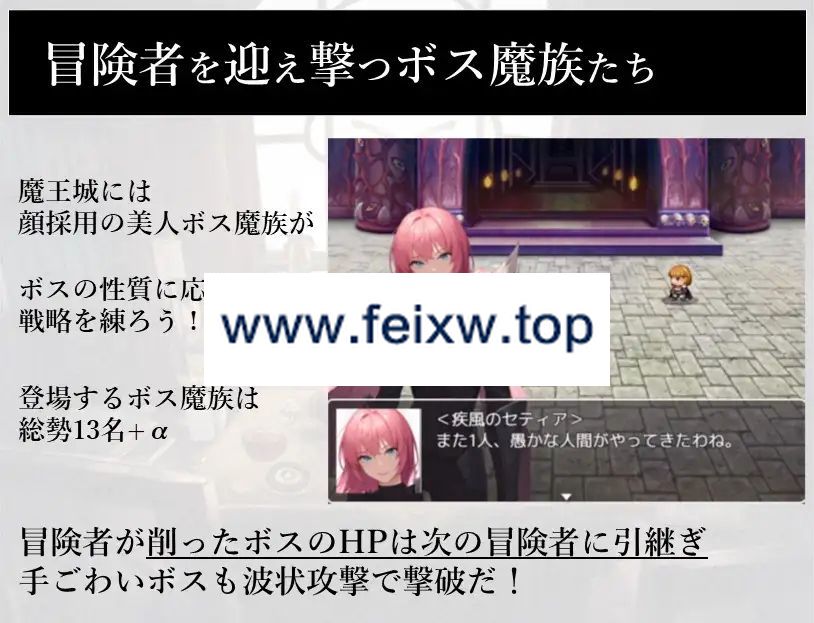 冒険者を迎え撃つボス魔族たち
魔王城には
顔採用の美人ボス魔族が
ボスの性質に応
戦略を練ろう！
www.feixw.top
登場するボス魔族は
総勢13名+α
＜疾風のセティア＞
また1人、愚かな人間がやってきたわね。
冒険者が削ったボスのHPは次の冒険者に引継ぎ
手ごわいボスも波状攻撃で撃破だ！